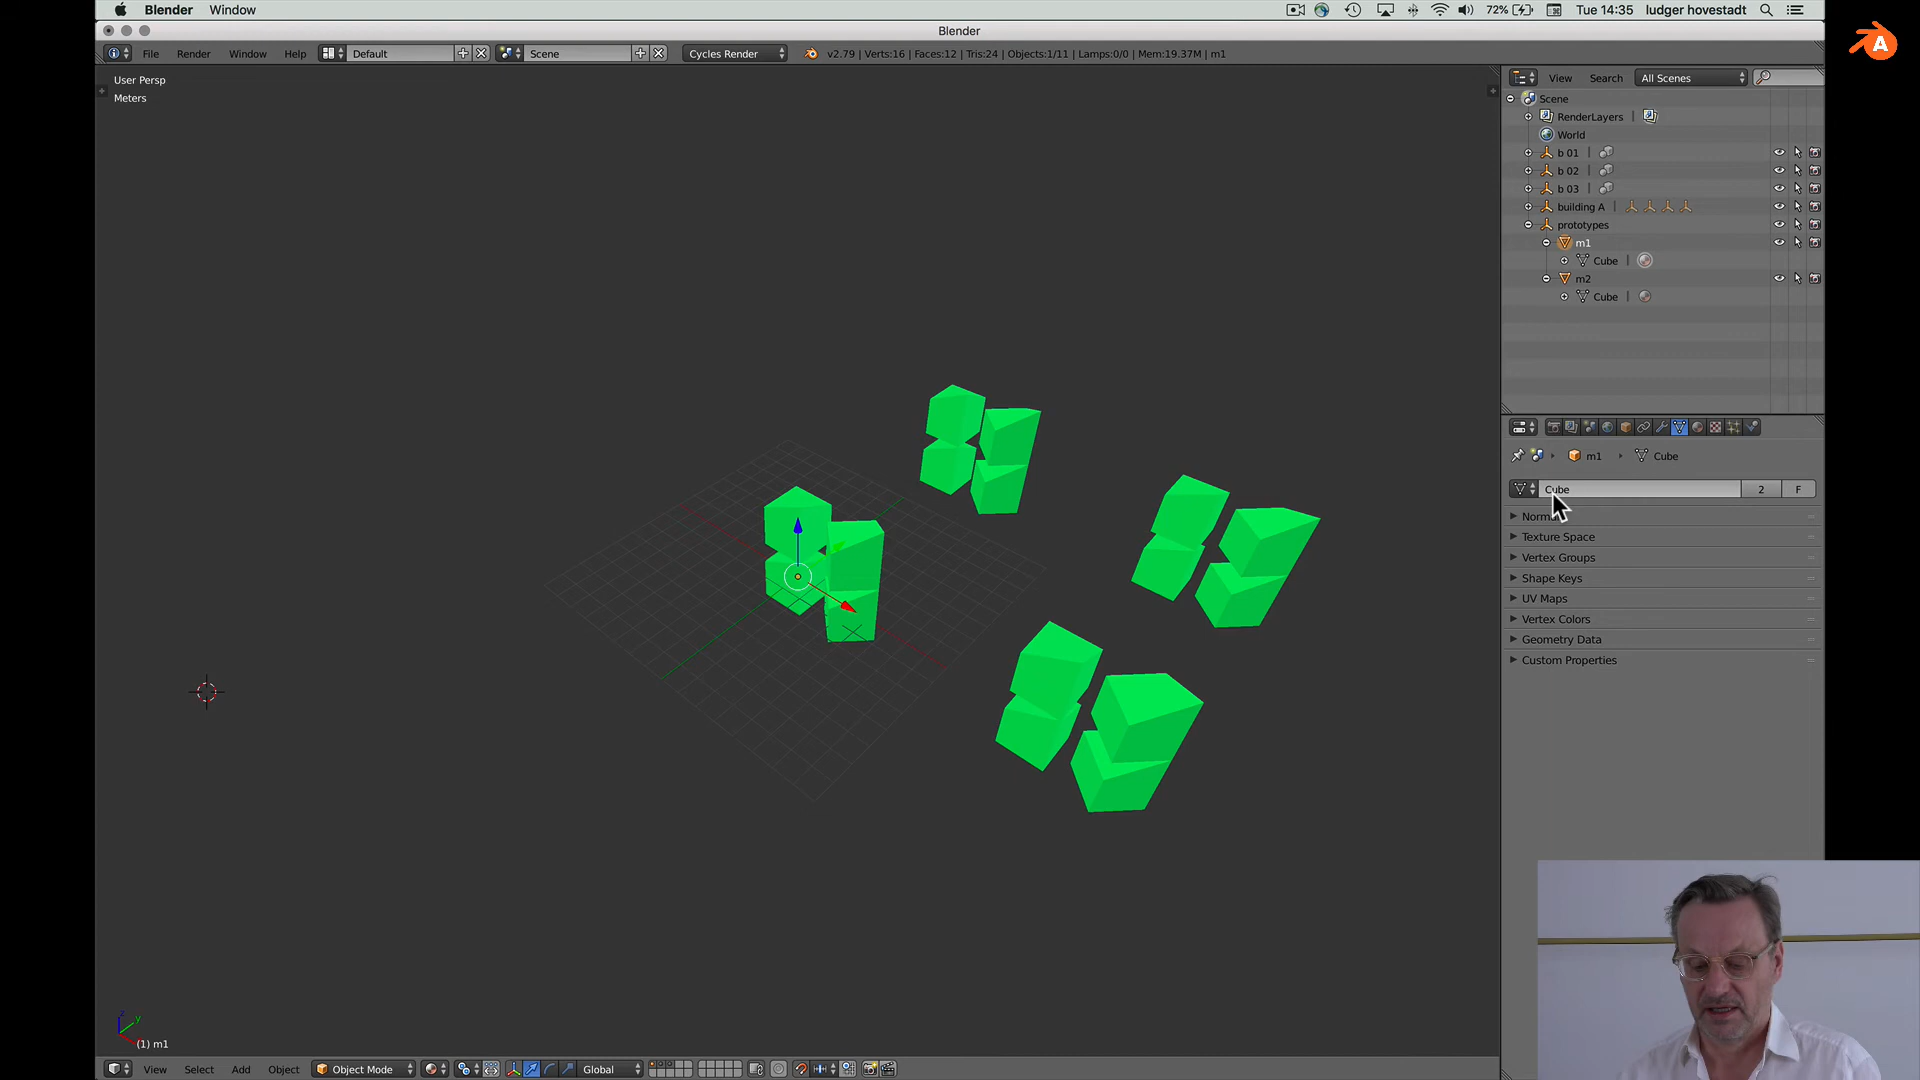 Blender Window 72% Tue 14:35 ludger hovestadt
Blender
File Render Window Help Default Scene Cycles Render v2.79 | Verts:16 | Faces:12 | Tris:24 | Objects:1/11 | Lamps:0/0 | Mem:19.37M | m1
User Persp
Meters
View Search All Scenes
Scene
RenderLayers |
World
b 01 |
b 02 |
b 03 |
building A |
prototypes
m1
Cube |
m2
Cube |
m1 Cube
Cube 2 F
Norm
Texture Space
Vertex Groups
Shape Keys
UV Maps
Vertex Colors
Geometry Data
Custom Properties
z y
(1) m1
View Select Add Object Object Mode Global
A